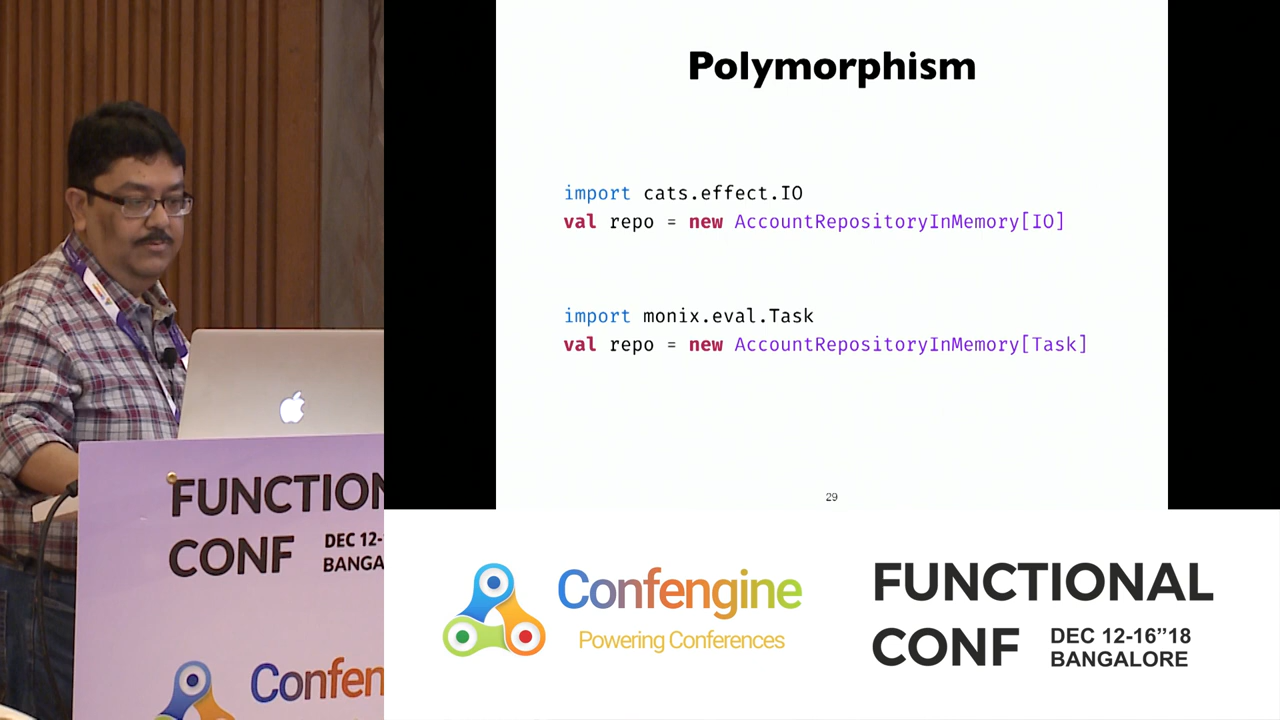 Polymorphism
import cats.effect.IO
val repo = new AccountRepositoryInMemory[IO]
import monix.eval.Task
val repo = new AccountRepositoryInMemory[Task]
29
FUNCTION
CONF
DEC 12-
BANGA
Confen
Confengine
Powering Conferences
FUNCTIONAL
CONF
DEC 12-16”18
BANGALORE